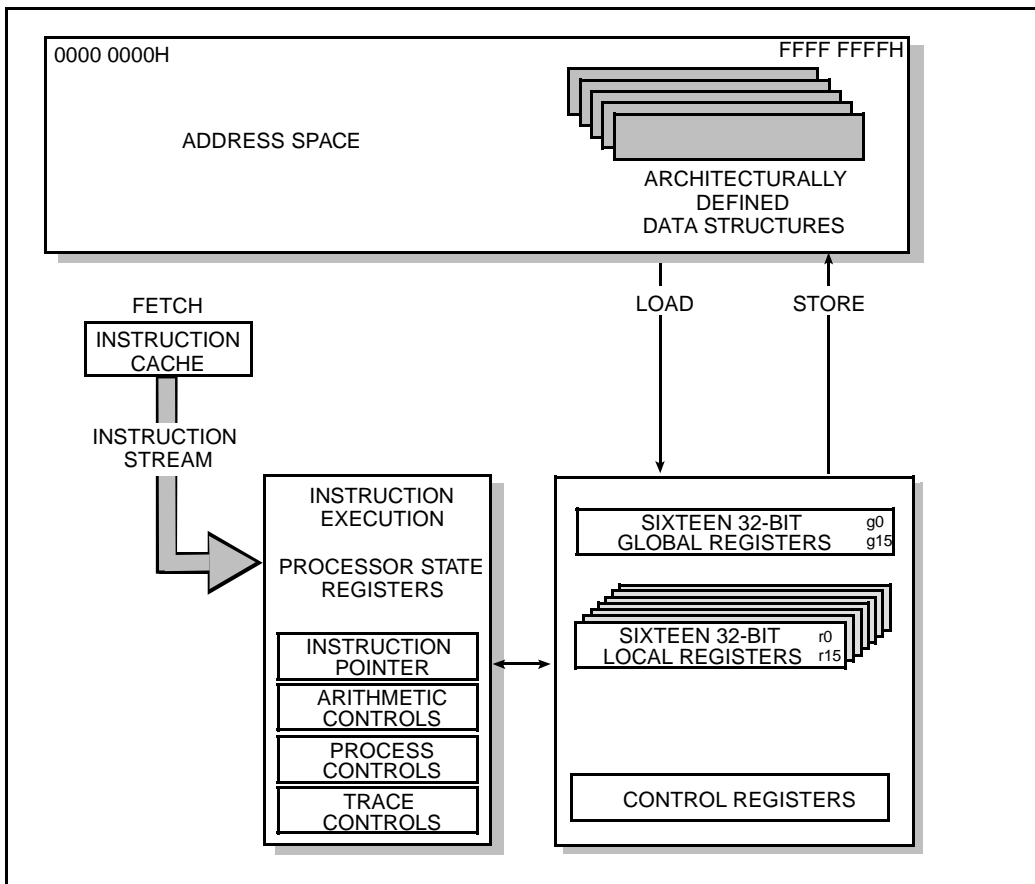 0000 0000H
FFFF FFFFH
ADDRESS SPACE
ARCHITECTURALLY
DEFINED
DATA STRUCTURES
FETCH
LOAD
STORE
INSTRUCTION
CACHE
INSTRUCTION
STREAM
INSTRUCTION
EXECUTION
PROCESSOR STATE
REGISTERS
INSTRUCTION
POINTER
ARITHMETIC
CONTROLS
PROCESS
CONTROLS
TRACE
CONTROLS
SIXTEEN 32-BIT g0
GLOBAL REGISTERS g15
SIXTEEN 32-BIT r0
LOCAL REGISTERS r15
CONTROL REGISTERS